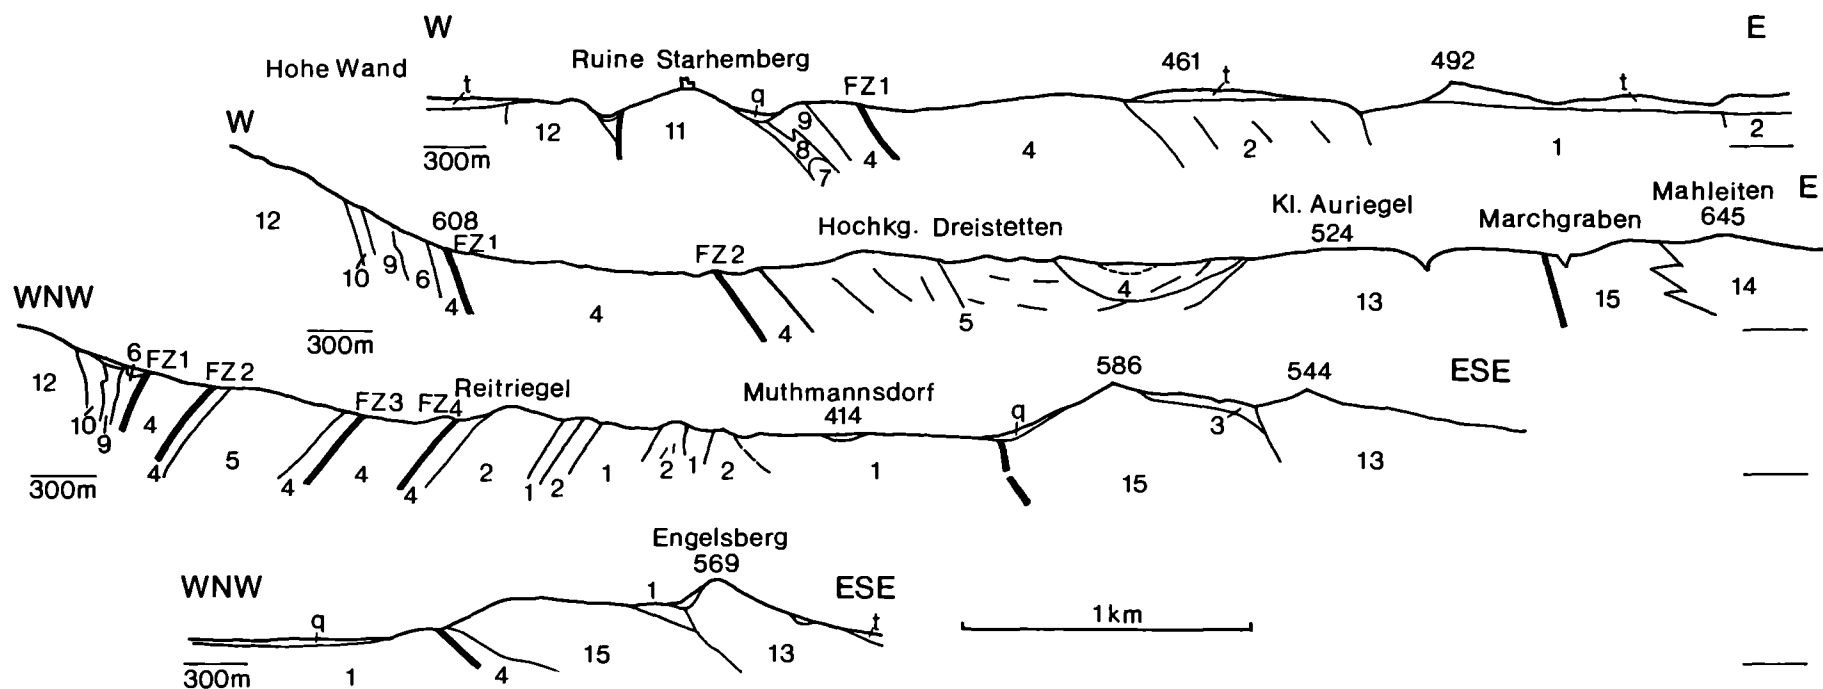 W E
Hohe Wand Ruine Starhemberg 461 492
t q FZ1 t t
12 11 9 8 7 4 4 2 1 2
300m
W Mahleiten E
608 Hochkg. Dreistetten Kl. Auriegel Marchgraben 645
524
12 FZ1 FZ2
10 9 6 4 4 4 5 4 13 15 14
300m
WNW ESE
6 FZ1 FZ2 FZ3 FZ4 Reitriegel Muthmannsdorf 586 544
414
12 q 3
10 9 4 4 5 4 4 4 2 1 2 1 2 1 2 1 15 13
300m
Engelsberg
WNW 569 ESE
1
q t
1km
1 4 15 13
300m